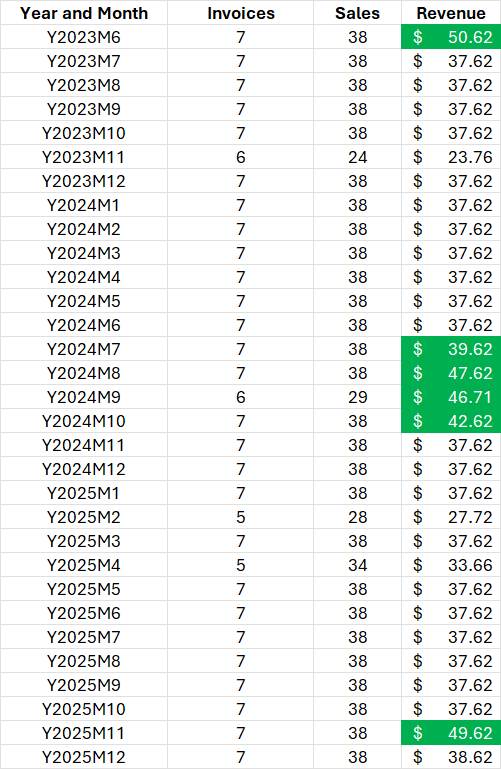 Year and Month Invoices Sales Revenue
Y2023M6 7 38 $ 50.62
Y2023M7 7 38 $ 37.62
Y2023M8 7 38 $ 37.62
Y2023M9 7 38 $ 37.62
Y2023M10 7 38 $ 37.62
Y2023M11 6 24 $ 23.76
Y2023M12 7 38 $ 37.62
Y2024M1 7 38 $ 37.62
Y2024M2 7 38 $ 37.62
Y2024M3 7 38 $ 37.62
Y2024M4 7 38 $ 37.62
Y2024M5 7 38 $ 37.62
Y2024M6 7 38 $ 37.62
Y2024M7 7 38 $ 39.62
Y2024M8 7 38 $ 47.62
Y2024M9 6 29 $ 46.71
Y2024M10 7 38 $ 42.62
Y2024M11 7 38 $ 37.62
Y2024M12 7 38 $ 37.62
Y2025M1 7 38 $ 37.62
Y2025M2 5 28 $ 27.72
Y2025M3 7 38 $ 37.62
Y2025M4 5 34 $ 33.66
Y2025M5 7 38 $ 37.62
Y2025M6 7 38 $ 37.62
Y2025M7 7 38 $ 37.62
Y2025M8 7 38 $ 37.62
Y2025M9 7 38 $ 37.62
Y2025M10 7 38 $ 37.62
Y2025M11 7 38 $ 49.62
Y2025M12 7 38 $ 38.62